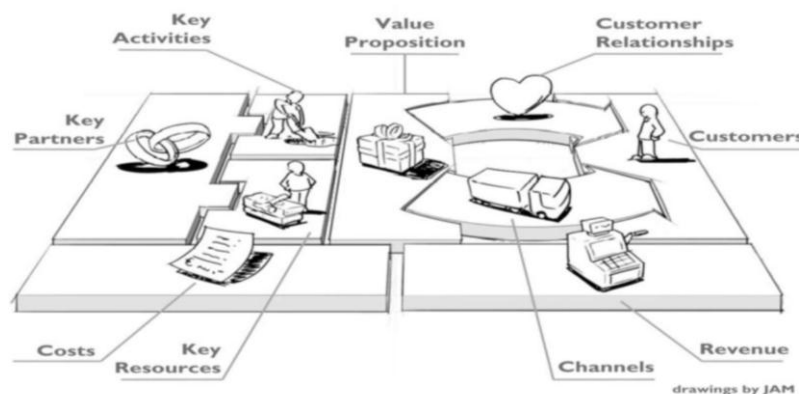 Key
Activities
Value
Proposition
Customer
Relationships
Key
Partners
Customers
Costs
Key
Resources
Channels
Revenue
drawings by JAM